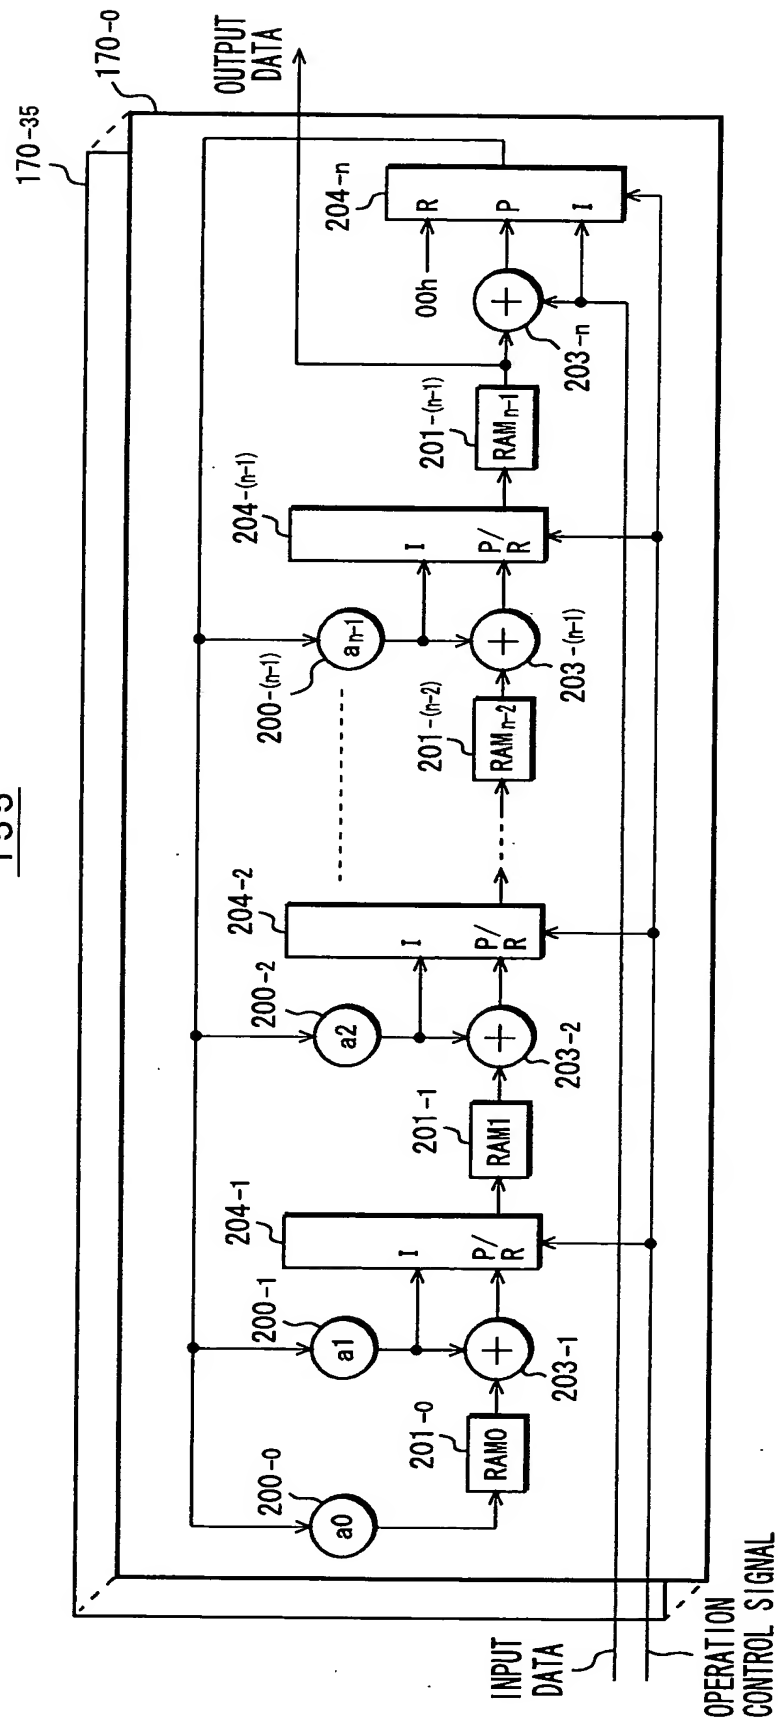 170-35
170-0
OUTPUT
DATA
200-0
a0
200-1
a1
204-1
I
P/
R
200-2
a2
204-2
I
P/
R
200-(n-1)
an-1
204-(n-1)
I
P/
R
204-n
R
P
I
00h
201-0
RAM0
+
203-1
201-1
RAM1
+
203-2
201-(n-2)
RAMn-2
+
203-(n-1)
201-(n-1)
RAMn-1
+
203-n
INPUT
DATA
OPERATION
CONTROL SIGNAL